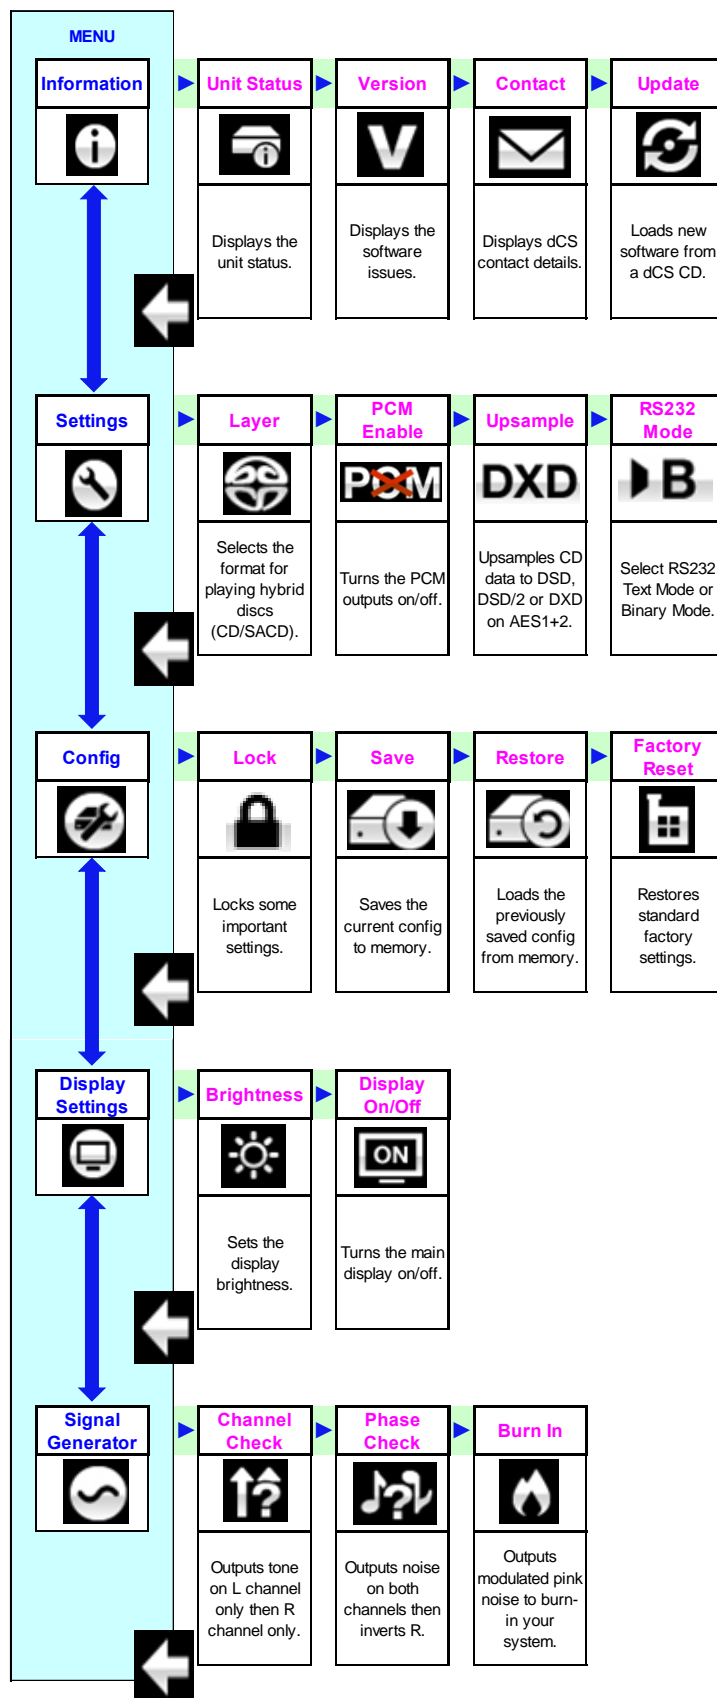 MENU
Information
Unit Status
Version
Contact
Update
V
Displays the
unit status.
Displays the
software
issues.
Displays dCS
contact details.
Loads new
software from
a dCS CD.
Settings
Layer
PCM
Enable
Upsample
RS232
Mode
PCM
DXD
B
Selects the
format for
playing hybrid
discs
(CD/SACD).
Turns the PCM
outputs on/off.
Upsamples CD
data to DSD,
DSD/2 or DXD
on AES1+2.
Select RS232
Text Mode or
Binary Mode.
Config
Lock
Save
Restore
Factory
Reset
Locks some
important
settings.
Saves the
current config
to memory.
Loads the
previously
saved config
from memory.
Restores
standard
factory
settings.
Display
Settings
Brightness
Display
On/Off
ON
Sets the
display
brightness.
Turns the main
display on/off.
Signal
Generator
Channel
Check
Phase
Check
Burn In
?
?
Outputs tone
on L channel
only then R
channel only.
Outputs noise
on both
channels then
inverts R.
Outputs
modulated pink
noise to burn-
in your
system.